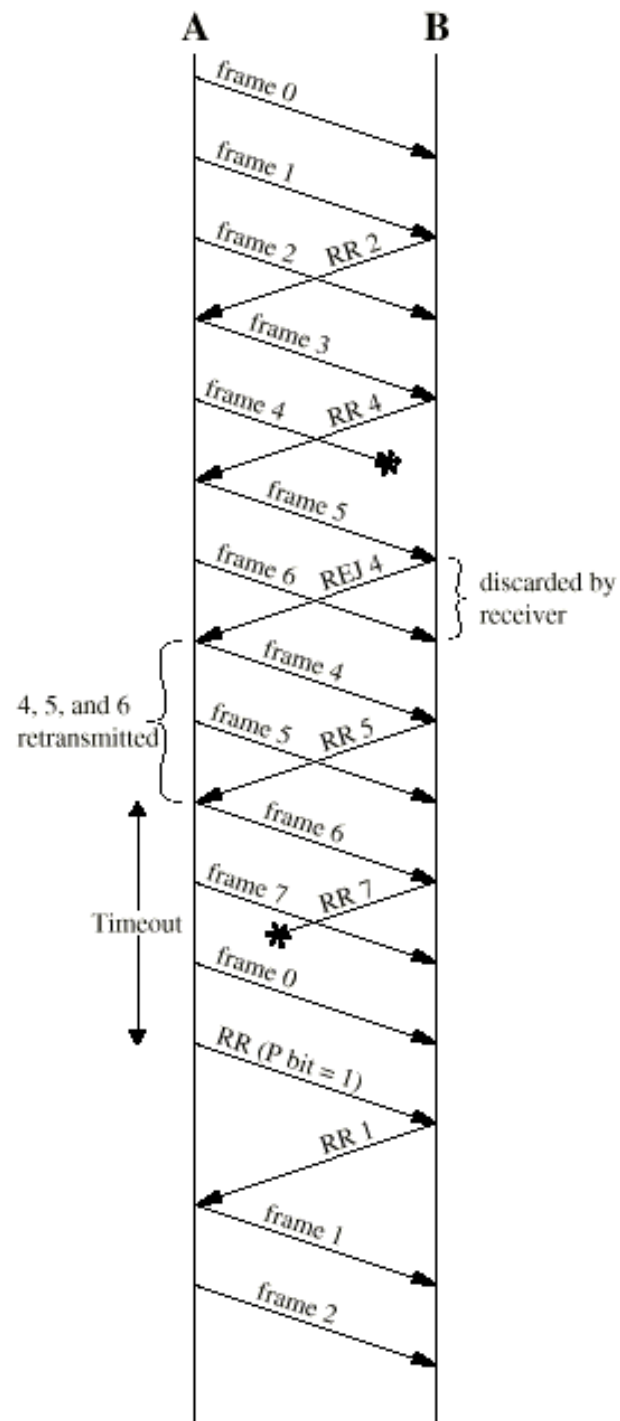 A B
frame 0
frame 1
frame 2
RR 2
frame 3
frame 4
RR 4
frame 5
frame 6
REJ 4
discarded by
receiver
frame 4
4, 5, and 6
retransmitted
frame 5
RR 5
frame 6
frame 7
RR 7
Timeout
frame 0
RR (P bit = 1)
RR 1
frame 1
frame 2